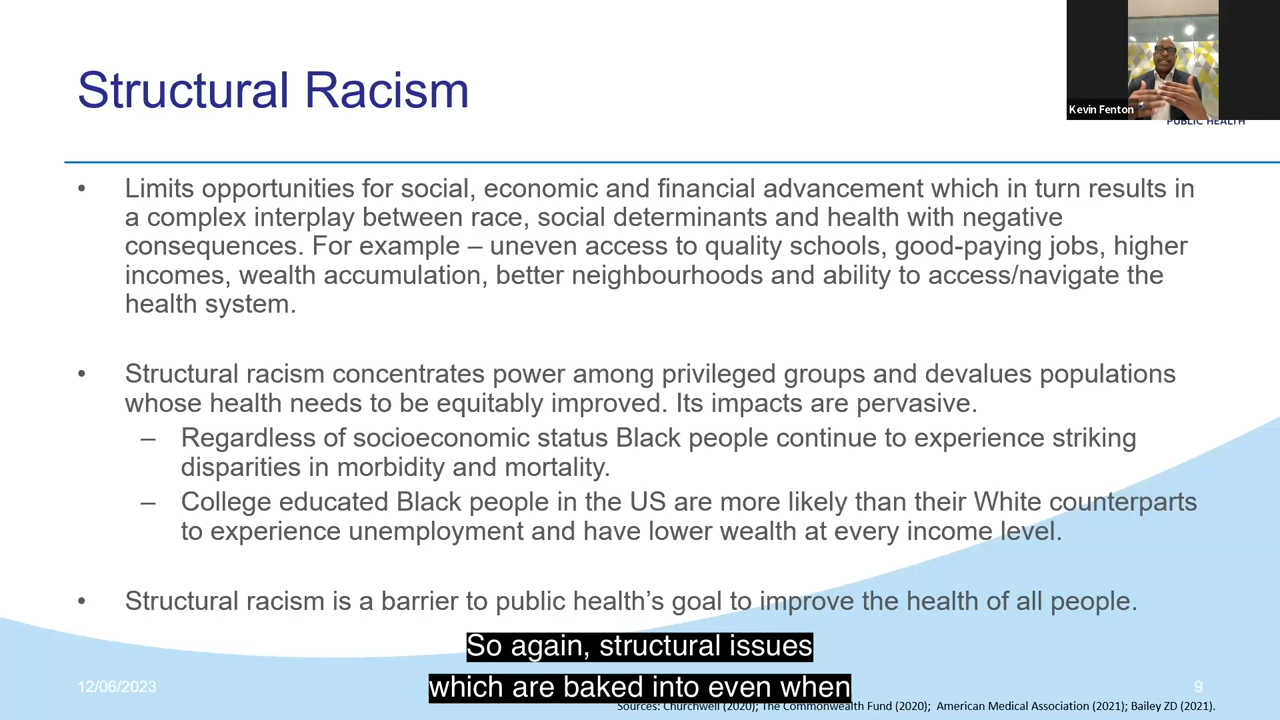 Structural Racism
Kevin Fenton
PUBLIC HEALTH
• Limits opportunities for social, economic and financial advancement which in turn results in
a complex interplay between race, social determinants and health with negative
consequences. For example – uneven access to quality schools, good-paying jobs, higher
incomes, wealth accumulation, better neighbourhoods and ability to access/navigate the
health system.
• Structural racism concentrates power among privileged groups and devalues populations
whose health needs to be equitably improved. Its impacts are pervasive.
– Regardless of socioeconomic status Black people continue to experience striking
disparities in morbidity and mortality.
– College educated Black people in the US are more likely than their White counterparts
to experience unemployment and have lower wealth at every income level.
• Structural racism is a barrier to public health’s goal to improve the health of all people.
So again, structural issues
which are baked into even when
12/06/2023
9
Sources: Churchwell (2020); The Commonwealth Fund (2020); American Medical Association (2021); Bailey ZD (2021).